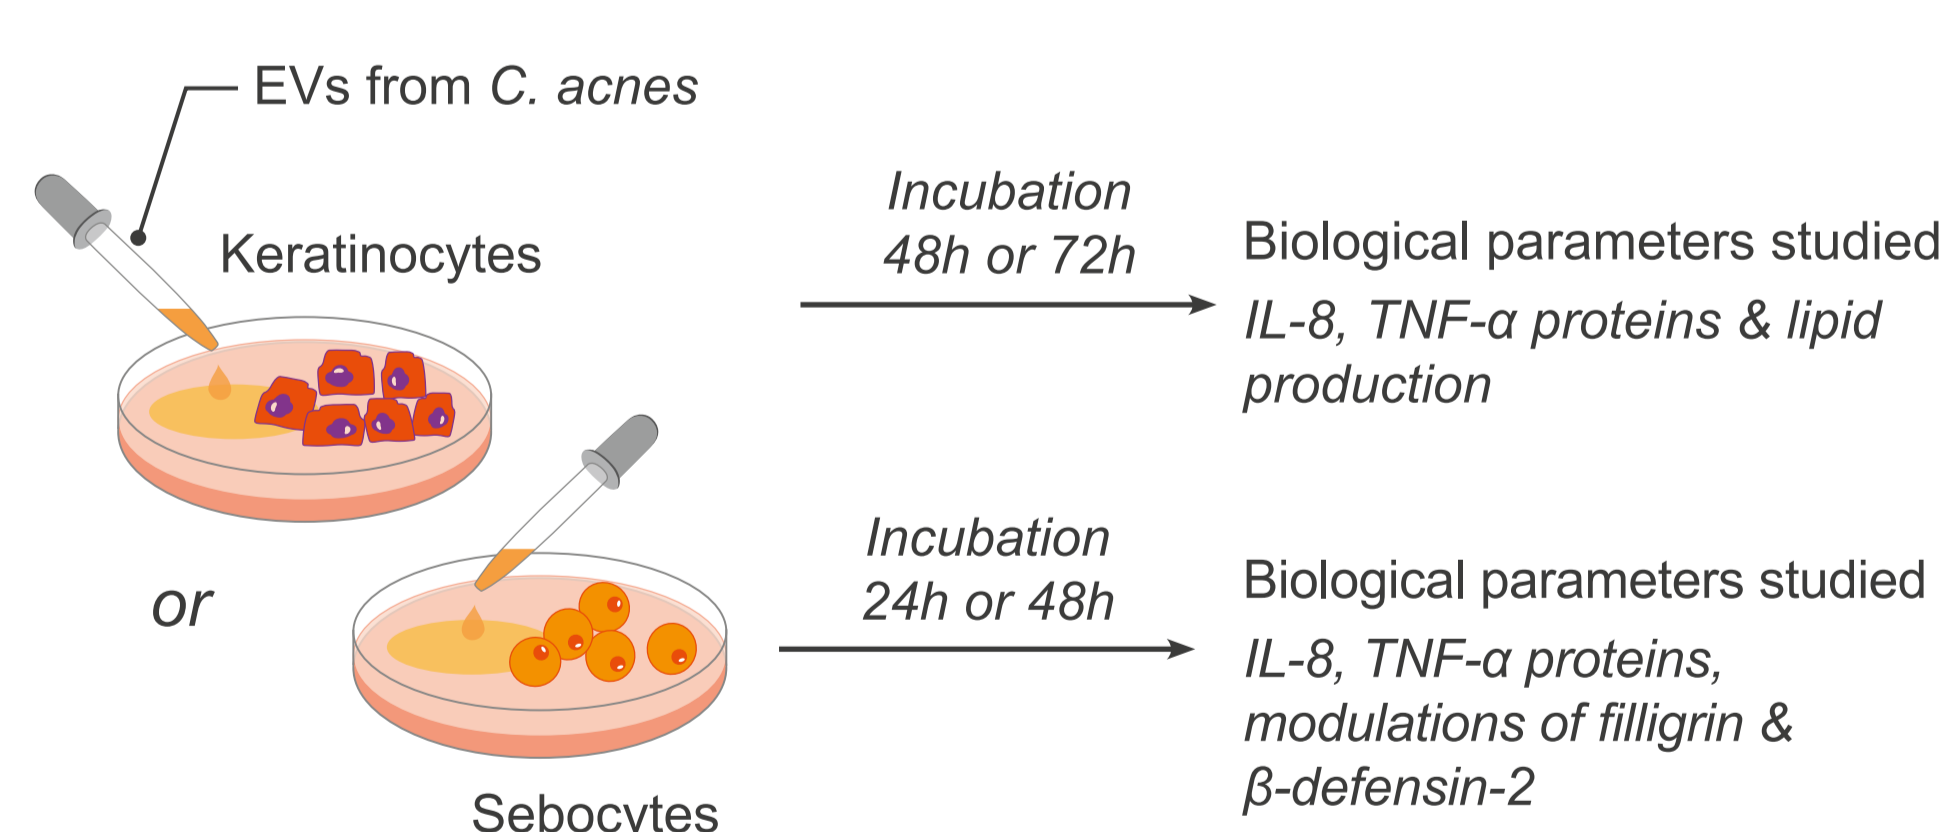 EVs from C. acnes
Keratinocytes
Incubation
48h or 72h
Biological parameters studied
IL-8, TNF-α proteins & lipid
production
or
Sebocytes
Incubation
24h or 48h
Biological parameters studied
IL-8, TNF-α proteins,
modulations of filligrin &
β-defensin-2